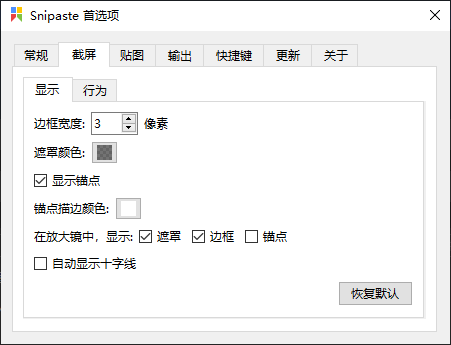 Snipaste 首选项
常规 截屏 贴图 输出 快捷键 更新 关于
显示 行为
边框宽度: 3 像素
遮罩颜色:
显示锚点
锚点描边颜色:
在放大镜中，显示: 遮罩 边框 锚点
自动显示十字线
恢复默认